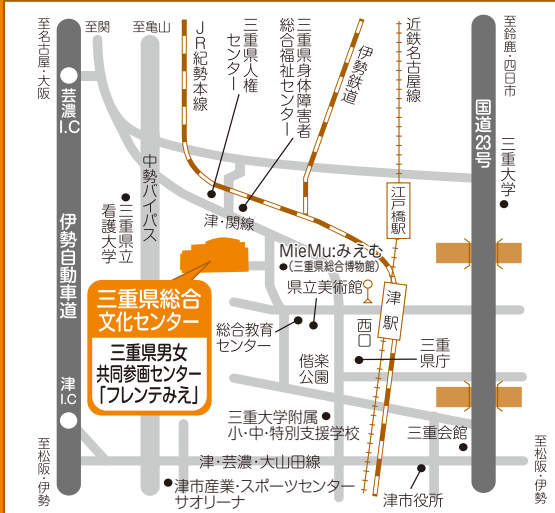 至名古屋・大阪
至関
至亀山
JR紀勢本線
三重県人権
センター
三重県身体障害者
総合福祉センター
伊勢鉄道
近鉄名古屋線
至鈴鹿・四日市
芸濃
I.C
国道23号
三重大学
中勢バイパス
三重県立
看護大学
津・関線
江戸橋駅
伊勢自動車道
MieMu:みえむ
(三重県総合博物館)
県立美術館
三重県総合
文化センター
三重県男女
共同参画センター
「フレンテみえ」
総合教育
センター
津駅
西口
偕楽
公園
三重
県庁
津
I.C
三重大学附属
小・中・特別支援学校
三重会館
至松阪・伊勢
津・芸濃・大山田線
至松阪・伊勢
津市産業・スポーツセンター
サオリーナ
津市役所